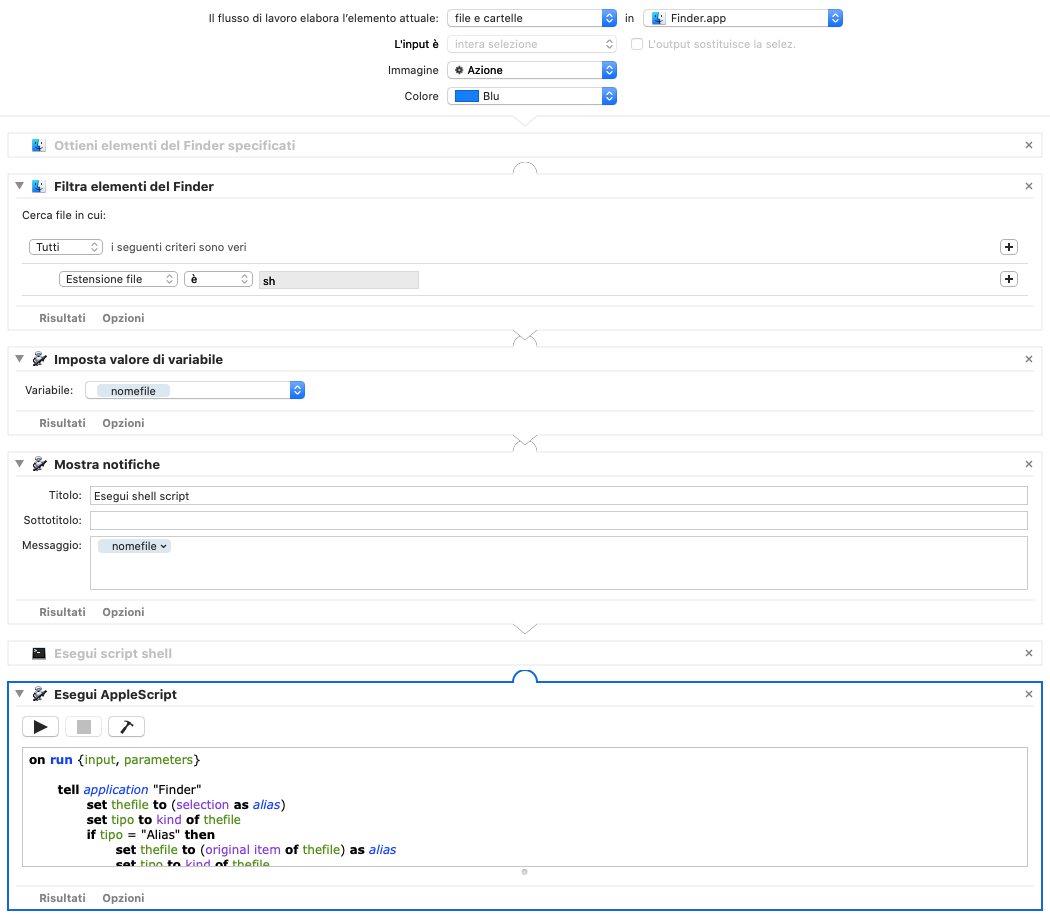 Il flusso di lavoro elabora l'elemento attuale: file e cartelle in Finder.app
L'input è intera selezione L'output sostituisce la selez.
Immagine Azione
Colore Blu
Ottieni elementi del Finder specificati
Filtra elementi del Finder
Cerca file in cui:
Tutti i seguenti criteri sono veri
Estensione file è sh
Risultati Opzioni
Imposta valore di variabile
Variabile: nomefile
Risultati Opzioni
Mostra notifiche
Titolo: Esegui shell script
Sottotitolo:
Messaggio: nomefile
Risultati Opzioni
Esegui script shell
Esegui AppleScript
on run {input, parameters}
tell application "Finder"
set thefile to (selection as alias)
set tipo to kind of thefile
if tipo = "Alias" then
set thefile to (original item of thefile) as alias
set tipo to kind of thefile
Risultati Opzioni